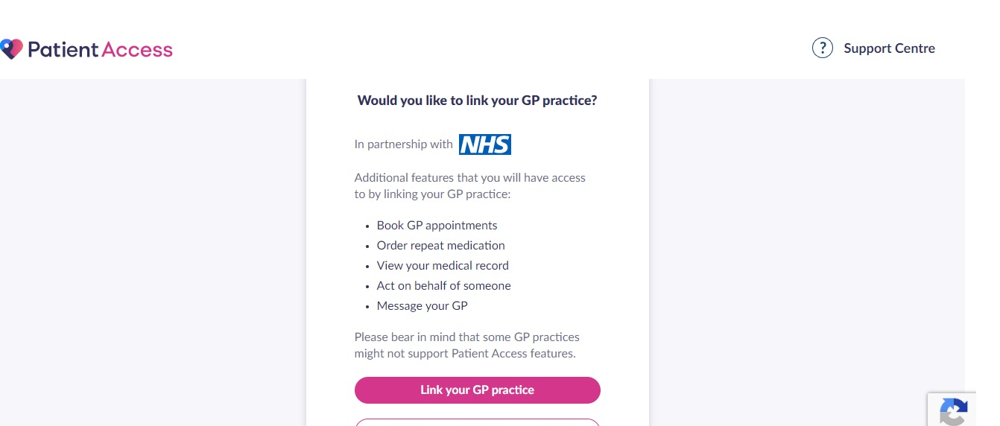 Patient Access
? Support Centre
Would you like to link your GP practice?
In partnership with NHS
Additional features that you will have access
to by linking your GP practice:
• Book GP appointments
• Order repeat medication
• View your medical record
• Act on behalf of someone
• Message your GP
Please bear in mind that some GP practices
might not support Patient Access features.
Link your GP practice